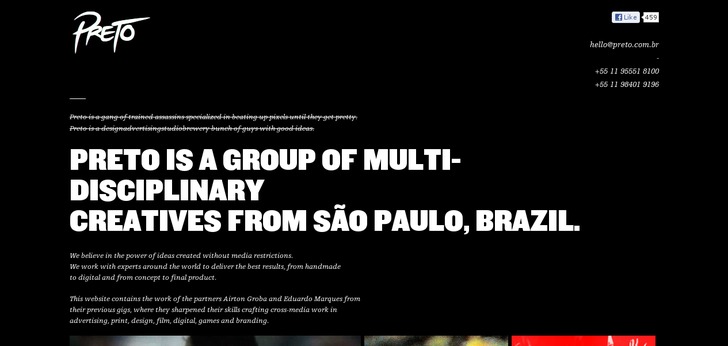 PRETO
Like 459
hello@preto.com.br
-
+55 11 95551 8100
+55 11 98401 9196
Preto is a gang of trained assassins specialized in beating up pixels until they get pretty.
Preto is a designadvertisingstudiobrewery bunch of guys with good ideas.
PRETO IS A GROUP OF MULTI-
DISCIPLINARY
CREATIVES FROM SÃO PAULO, BRAZIL.
We believe in the power of ideas created without media restrictions.
We work with experts around the world to deliver the best results, from handmade
to digital and from concept to final product.
This website contains the work of the partners Airton Groba and Eduardo Marques from
their previous gigs, where they sharpened their skills crafting cross-media work in
advertising, print, design, film, digital, games and branding.